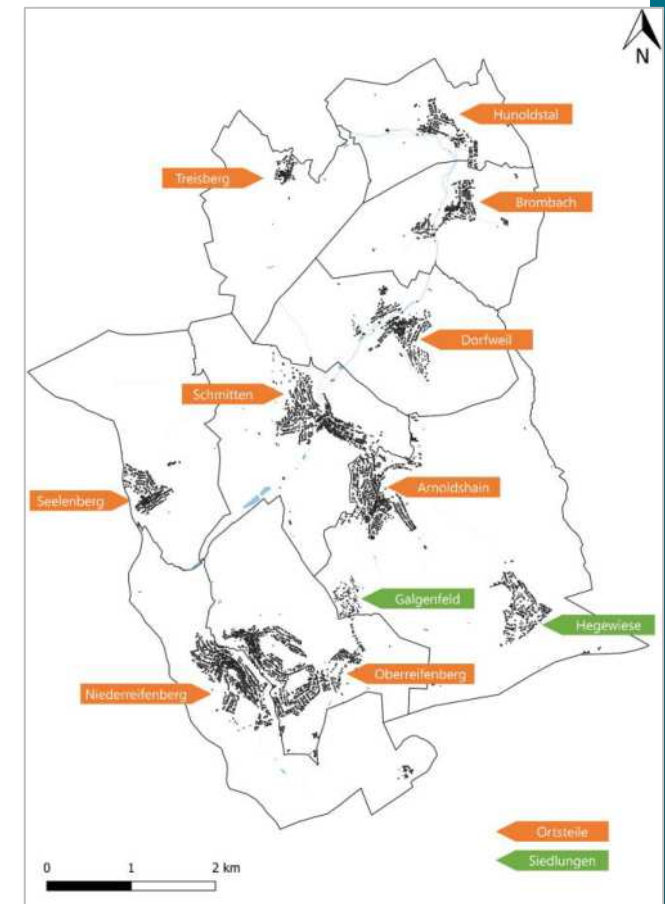 N
Hunoldstal
Treisberg
Brombach
Dorfweil
Schmitten
Arnoldshain
Seelenberg
Galgenfeld
Hegewiese
Oberreifenberg
Niederreifenberg
Ortsteile
Siedlungen
0 1 2 km